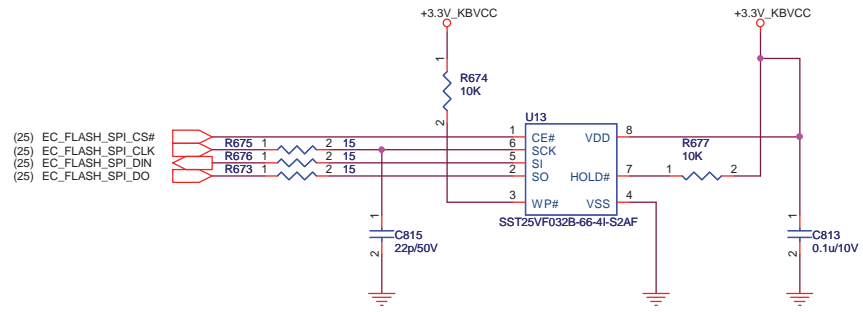 +3.3V_KBVCC
+3.3V_KBVCC
1
R674
10K
2
U13
(25) EC_FLASH_SPI_CS#
1 CE# VDD 8
(25) EC_FLASH_SPI_CLK R675 1 2 15 6 SCK
(25) EC_FLASH_SPI_DIN R676 1 2 15 5 SI
(25) EC_FLASH_SPI_DO R673 1 2 15 2 SO HOLD# 7
R677
10K
1 2
3 WP# VSS 4
SST25VF032B-66-4I-S2AF
1
C815
22p/50V
2
1
C813
0.1u/10V
2